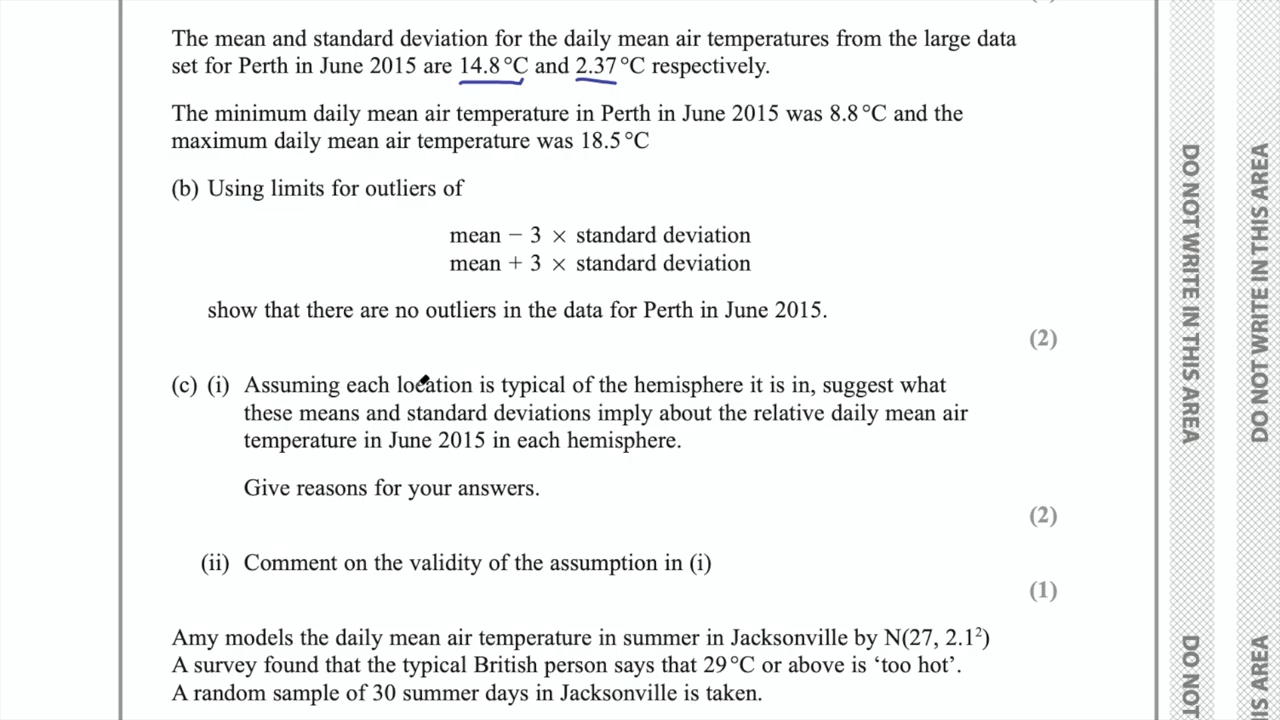 The mean and standard deviation for the daily mean air temperatures from the large data
set for Perth in June 2015 are 14.8 °C and 2.37 °C respectively.
The minimum daily mean air temperature in Perth in June 2015 was 8.8 °C and the
maximum daily mean air temperature was 18.5 °C
(b) Using limits for outliers of
mean − 3 × standard deviation
mean + 3 × standard deviation
show that there are no outliers in the data for Perth in June 2015.
(2)
(c) (i) Assuming each location is typical of the hemisphere it is in, suggest what
these means and standard deviations imply about the relative daily mean air
temperature in June 2015 in each hemisphere.
Give reasons for your answers.
(2)
(ii) Comment on the validity of the assumption in (i)
(1)
Amy models the daily mean air temperature in summer in Jacksonville by N(27, 2.1²)
A survey found that the typical British person says that 29 °C or above is ‘too hot’.
A random sample of 30 summer days in Jacksonville is taken.
DO NOT WRITE IN THIS AREA
DO NOT WRITE IN THIS AREA
DO NOT
IS AREA